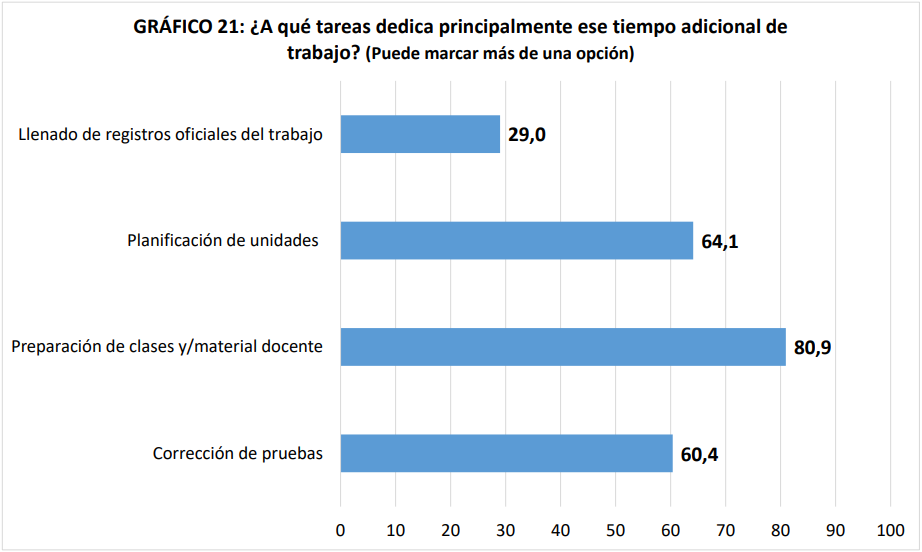 GRÁFICO 21: ¿A qué tareas dedica principalmente ese tiempo adicional de
trabajo? (Puede marcar más de una opción)
Llenado de registros oficiales del trabajo 29,0
Planificación de unidades 64,1
Preparación de clases y/material docente 80,9
Corrección de pruebas 60,4
0 10 20 30 40 50 60 70 80 90 100